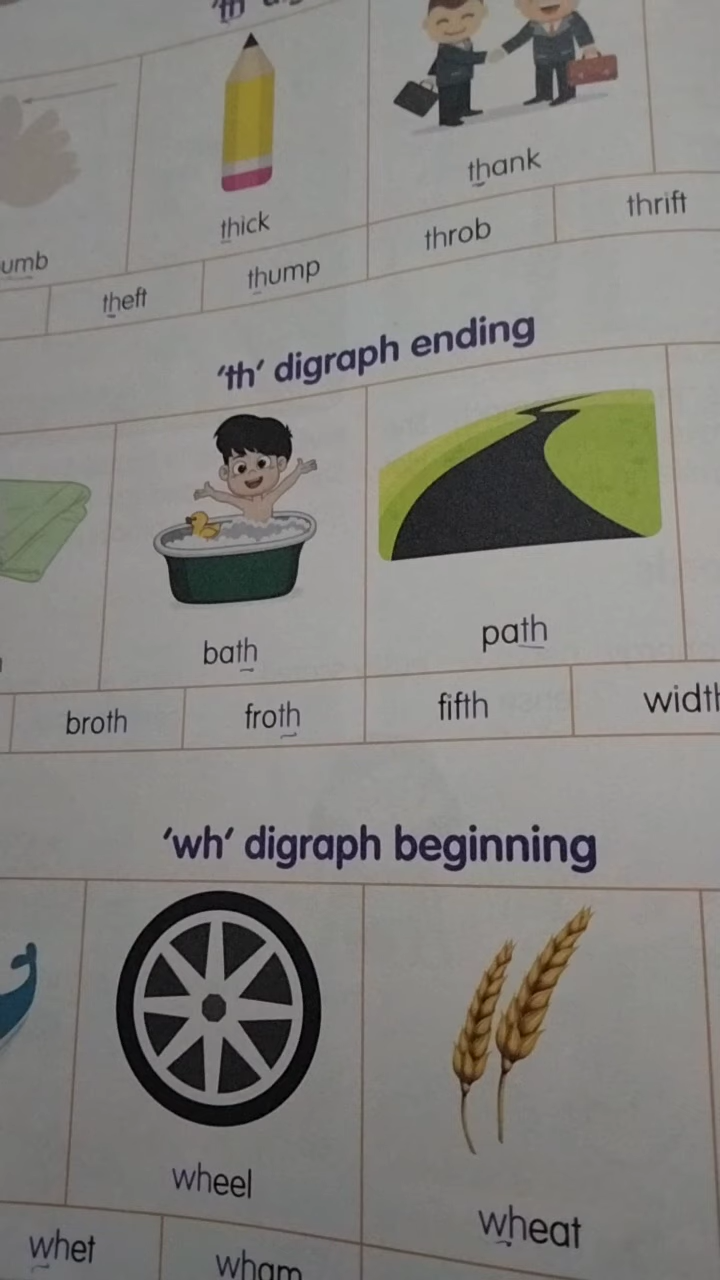 thick
thank
umb
theft
thump
throb
thrift
'th' digraph ending
bath
path
broth
froth
fifth
widt
'wh' digraph beginning
wheel
wheat
whet
wham